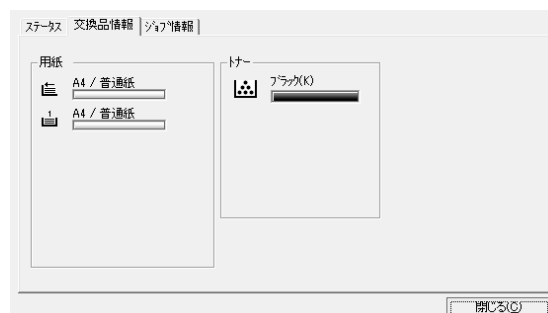 ｽﾃｰﾀｽ 交換品情報 ｼﾞｮﾌﾞ情報
用紙
A4 / 普通紙
1
A4 / 普通紙
ﾄﾅｰ
ﾌﾞﾗｯｸ(K)
閉じる(C)